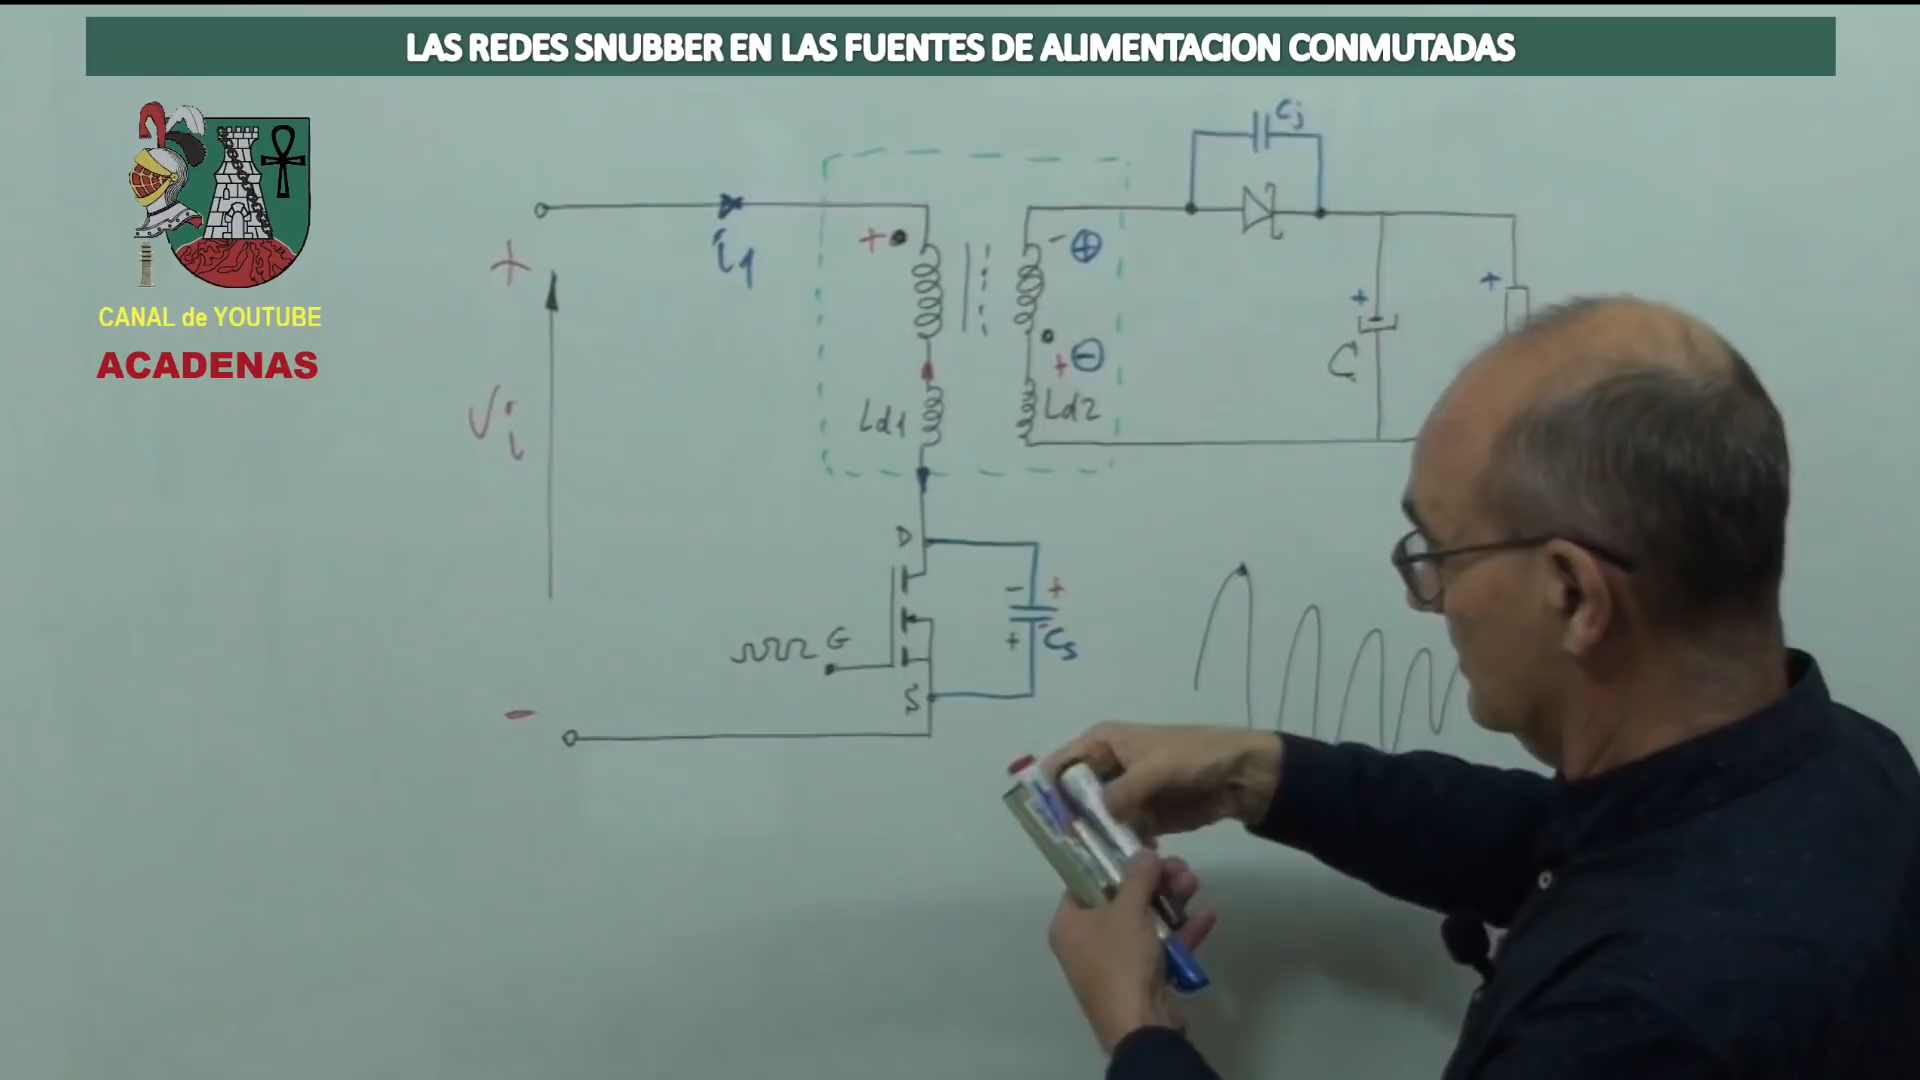 LAS REDES SNUBBER EN LAS FUENTES DE ALIMENTACION CONMUTADAS
CANAL de YOUTUBE
ACADENAS
Cj
i1
+
+
-
+
+
+
Vi
C
-
+
Ld1
Ld2
D
-
+
G
+
Cs
S
-